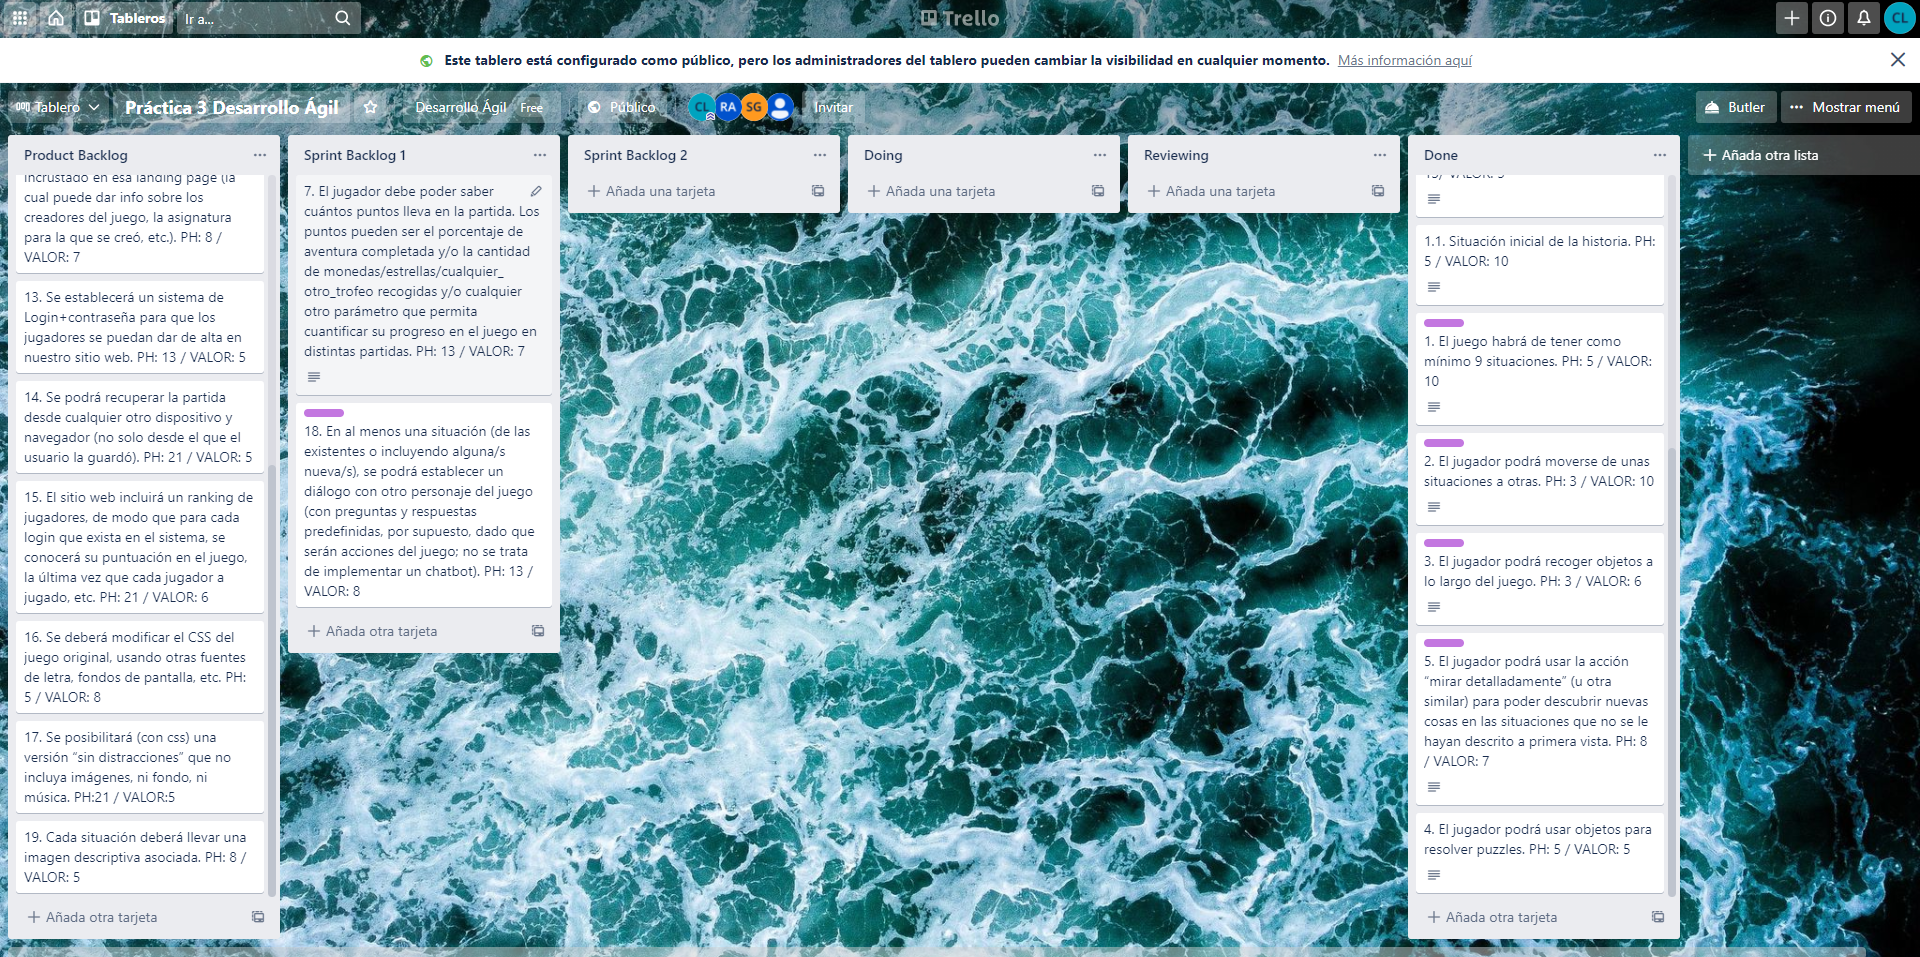 Tableros
Ir a...
Trello
CL
Este tablero está configurado como público, pero los administradores del tablero pueden cambiar la visibilidad en cualquier momento. Más información aquí
Tablero
Práctica 3 Desarrollo Ágil
Desarrollo Ágil Free
Público
CL
RA
SG
Invitar
Butler
Mostrar menú
Product Backlog
incrustado en esa landing page (la
cual puede dar info sobre los
creadores del juego, la asignatura
para la que se creó, etc.). PH: 8 /
VALOR: 7
13. Se establecerá un sistema de
Login+contraseña para que los
jugadores se puedan dar de alta en
nuestro sitio web. PH: 13 / VALOR: 5
14. Se podrá recuperar la partida
desde cualquier otro dispositivo y
navegador (no solo desde el que el
usuario la guardó). PH: 21 / VALOR: 5
15. El sitio web incluirá un ranking de
jugadores, de modo que para cada
login que exista en el sistema, se
conocerá su puntuación en el juego,
la última vez que cada jugador a
jugado, etc. PH: 21 / VALOR: 6
16. Se deberá modificar el CSS del
juego original, usando otras fuentes
de letra, fondos de pantalla, etc. PH:
5 / VALOR: 8
17. Se posibilitará (con css) una
versión “sin distracciones” que no
incluya imágenes, ni fondo, ni
música. PH:21 / VALOR:5
19. Cada situación deberá llevar una
imagen descriptiva asociada. PH: 8 /
VALOR: 5
Añada otra tarjeta
Sprint Backlog 1
7. El jugador debe poder saber
cuántos puntos lleva en la partida. Los
puntos pueden ser el porcentaje de
aventura completada y/o la cantidad
de monedas/estrellas/cualquier_
otro_trofeo recogidas y/o cualquier
otro parámetro que permita
cuantificar su progreso en el juego en
distintas partidas. PH: 13 / VALOR: 7
18. En al menos una situación (de las
existentes o incluyendo alguna/s
nueva/s), se podrá establecer un
diálogo con otro personaje del juego
(con preguntas y respuestas
predefinidas, por supuesto, dado que
serán acciones del juego; no se trata
de implementar un chatbot). PH: 13 /
VALOR: 8
Añada otra tarjeta
Sprint Backlog 2
Añada una tarjeta
Doing
Añada una tarjeta
Reviewing
Añada una tarjeta
Done
13/ VALOR: 5
1.1. Situación inicial de la historia. PH:
5 / VALOR: 10
1. El juego habrá de tener como
mínimo 9 situaciones. PH: 5 / VALOR:
10
2. El jugador podrá moverse de unas
situaciones a otras. PH: 3 / VALOR: 10
3. El jugador podrá recoger objetos a
lo largo del juego. PH: 3 / VALOR: 6
5. El jugador podrá usar la acción
“mirar detalladamente” (u otra
similar) para poder descubrir nuevas
cosas en las situaciones que no se le
hayan descrito a primera vista. PH: 8
/ VALOR: 7
4. El jugador podrá usar objetos para
resolver puzzles. PH: 5 / VALOR: 5
Añada otra tarjeta
Añada otra lista